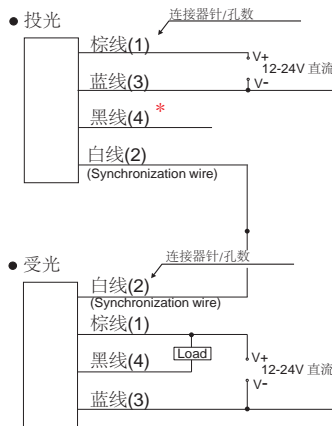 ● 投光
连接器针/孔数
棕线(1)
V+
12-24V 直流
蓝线(3)
V-
黑线(4) *
白线(2)
(Synchronization wire)
● 受光
连接器针/孔数
白线(2)
(Synchronization wire)
棕线(1)
Load
V+
黑线(4)
12-24V 直流
V-
蓝线(3)